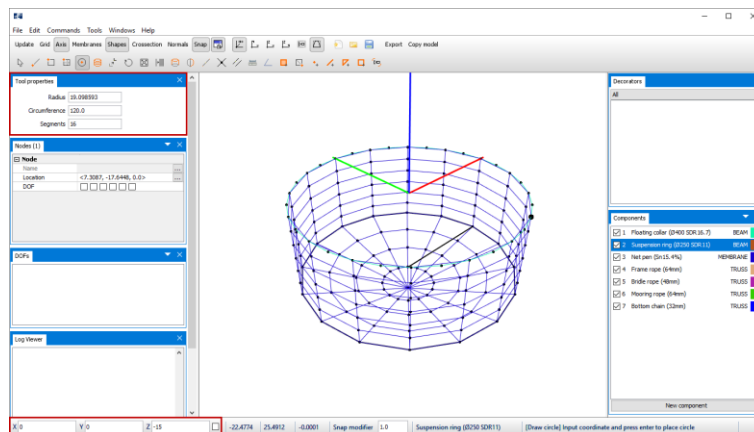 File Edit Commands Tools Windows Help
Update Grid Axis Membranes Shapes Crossection Normals Snap Export Copy model
Tool properties
Radius 19.098593
Circumference 120.0
Segments 16
Nodes (1)
Node
Name
Location <7.3087, -17.6448, 0.0>
DOF
DOFs
Log Viewer
Decorators
All
Components
1 Floating collar (Ø400 SDR16.7) BEAM
2 Suspension ring (Ø250 SDR11) BEAM
3 Net pen (Sn15.4%) MEMBRANE
4 Frame rope (64mm) TRUSS
5 Bridle rope (48mm) TRUSS
6 Mooring rope (64mm) TRUSS
7 Bottom chain (32mm) TRUSS
New component
X 0 Y 0 Z -15 -22.4774 25.4912 -0.0001 Snap modifier 1.0 Suspension ring (Ø250 SDR11) [Draw circle] Input coordinate and press enter to place circle